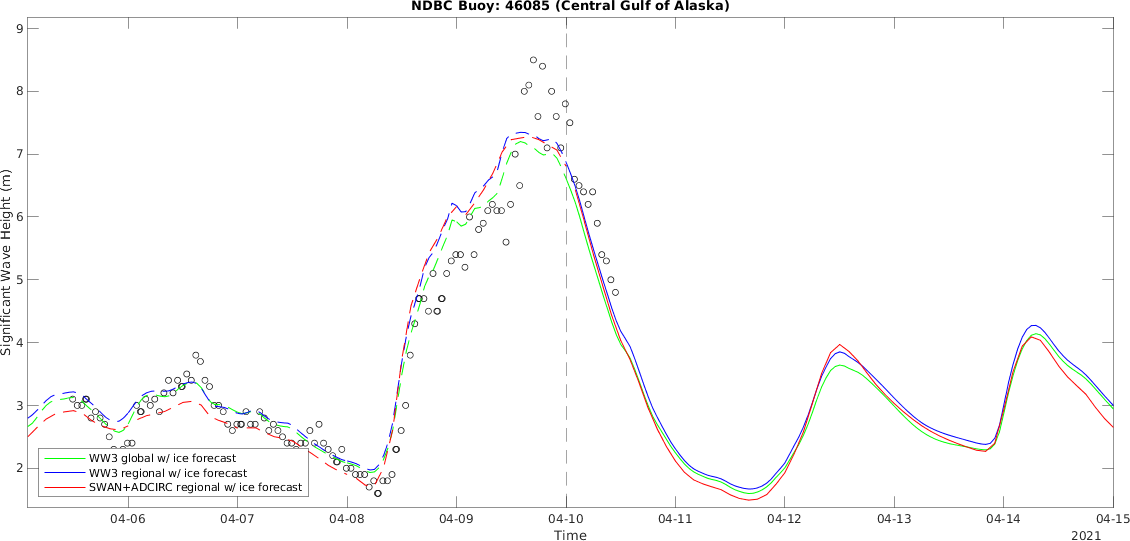 NDBC Buoy: 46085 (Central Gulf of Alaska)
9
8
7
6
5
4
3
2
Significant Wave Height (m)
WW3 global w/ ice forecast
WW3 regional w/ ice forecast
SWAN+ADCIRC regional w/ ice forecast
04-06 04-07 04-08 04-09 04-10 04-11 04-12 04-13 04-14 04-15
Time
2021